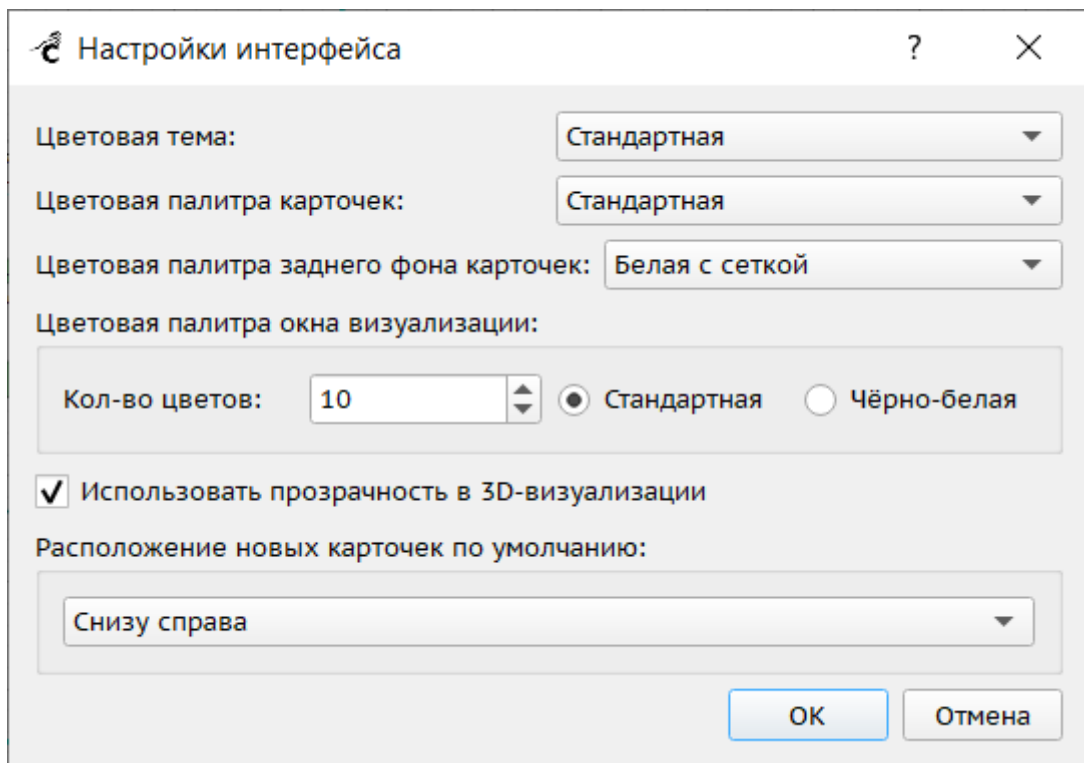 Настройки интерфейса ?
Цветовая тема: Стандартная
Цветовая палитра карточек: Стандартная
Цветовая палитра заднего фона карточек: Белая с сеткой
Цветовая палитра окна визуализации:
Кол-во цветов: 10 Стандартная Чёрно-белая
Использовать прозрачность в 3D-визуализации
Расположение новых карточек по умолчанию:
Снизу справа
ОК Отмена